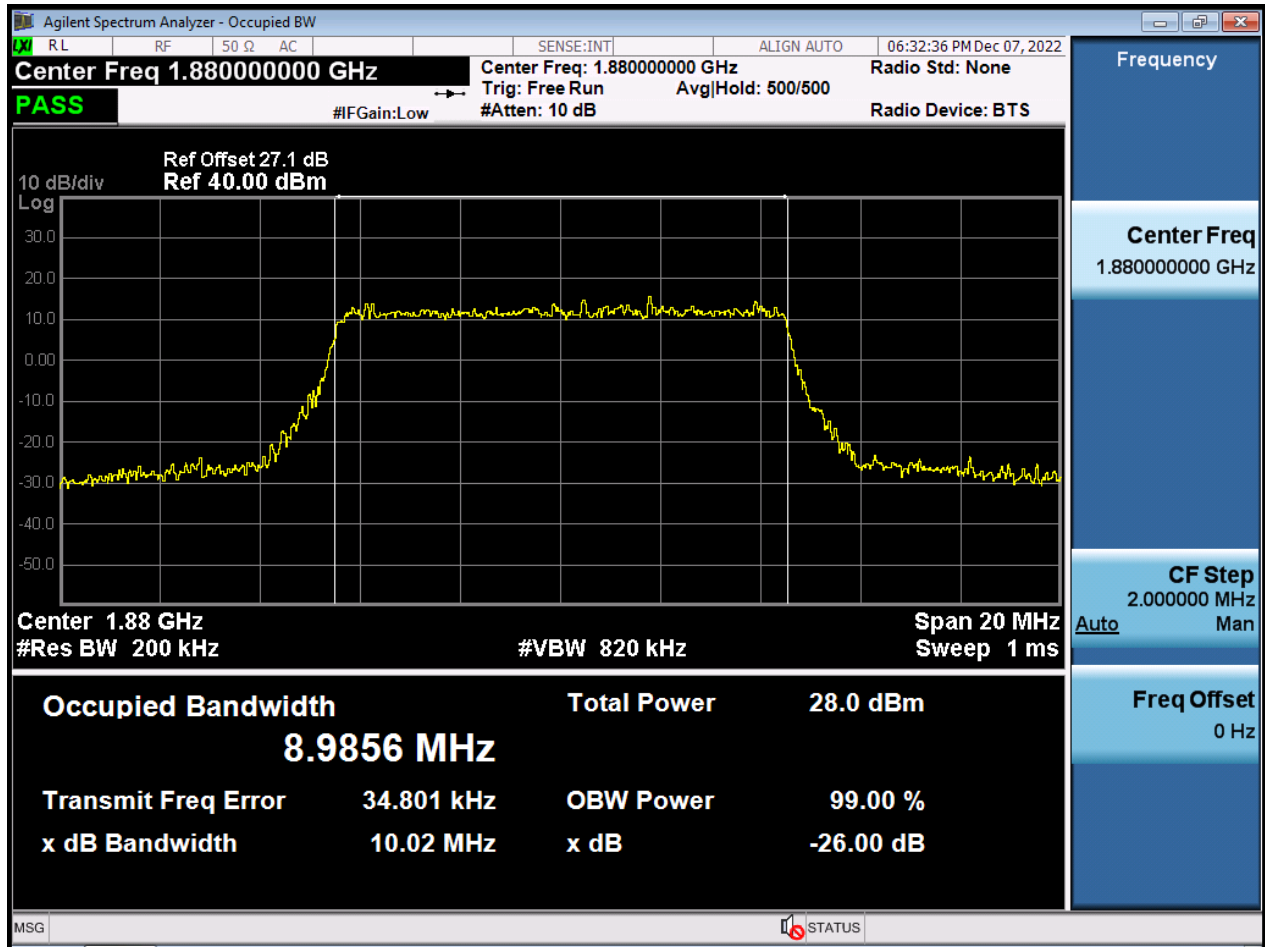 Agilent Spectrum Analyzer - Occupied BW
LXI RL RF 50 Ω AC SENSE:INT ALIGN AUTO 06:32:36 PM Dec 07, 2022
Center Freq 1.880000000 GHz
PASS
#IFGain:Low
Center Freq: 1.880000000 GHz
Trig: Free Run Avg|Hold: 500/500
#Atten: 10 dB
Radio Std: None
Radio Device: BTS
Ref Offset 27.1 dB
10 dB/div Ref 40.00 dBm
Log
30.0
20.0
10.0
0.00
-10.0
-20.0
-30.0
-40.0
-50.0
Center 1.88 GHz Span 20 MHz
#Res BW 200 kHz #VBW 820 kHz Sweep 1 ms
Occupied Bandwidth Total Power 28.0 dBm
8.9856 MHz
Transmit Freq Error 34.801 kHz OBW Power 99.00 %
x dB Bandwidth 10.02 MHz x dB -26.00 dB
Frequency
Center Freq
1.880000000 GHz
CF Step
2.000000 MHz
Auto Man
Freq Offset
0 Hz
MSG STATUS